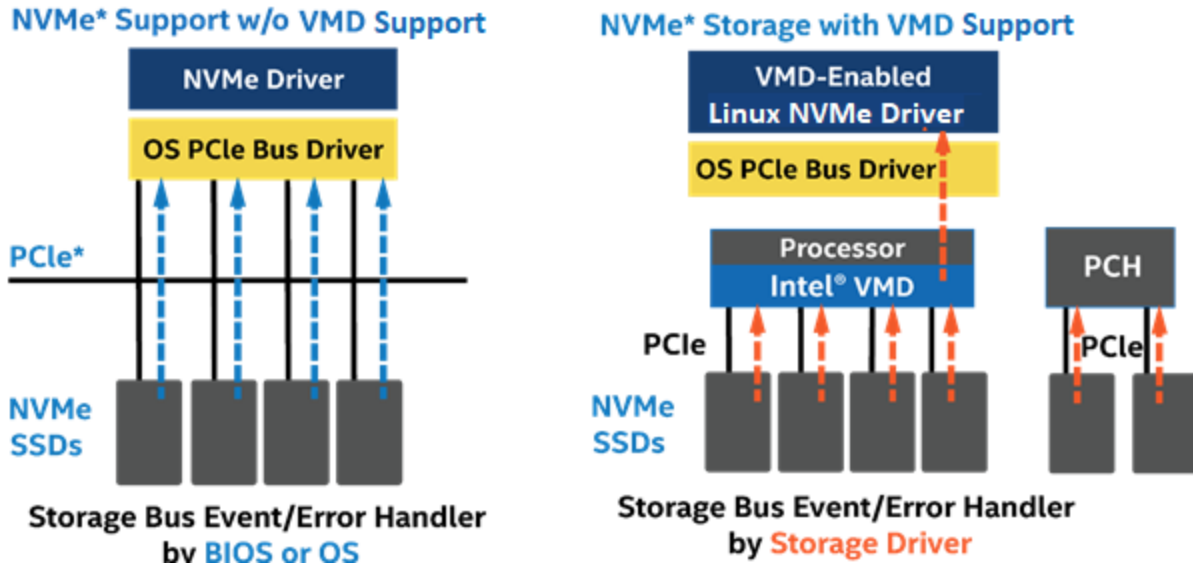 NVMe* Support w/o VMD Support
NVMe Driver
OS PCIe Bus Driver
PCIe*
NVMe
SSDs
Storage Bus Event/Error Handler
by BIOS or OS
NVMe* Storage with VMD Support
VMD-Enabled
Linux NVMe Driver
OS PCIe Bus Driver
Processor
Intel® VMD
PCIe
NVMe
SSDs
PCH
PCIe
Storage Bus Event/Error Handler
by Storage Driver